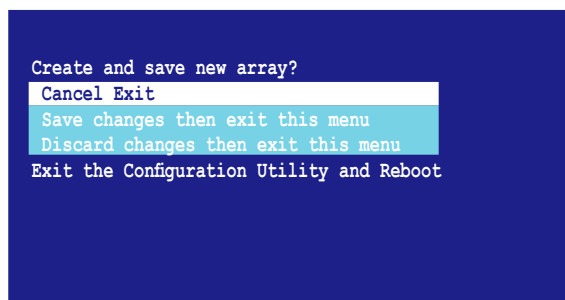 Create and save new array?
Cancel Exit
Save changes then exit this menu
Discard changes then exit this menu
Exit the Configuration Utility and Reboot